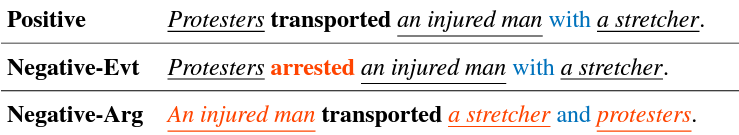 Positive Protesters transported an injured man with a stretcher.
Negative-Evt Protesters arrested an injured man with a stretcher.
Negative-Arg An injured man transported a stretcher and protesters.